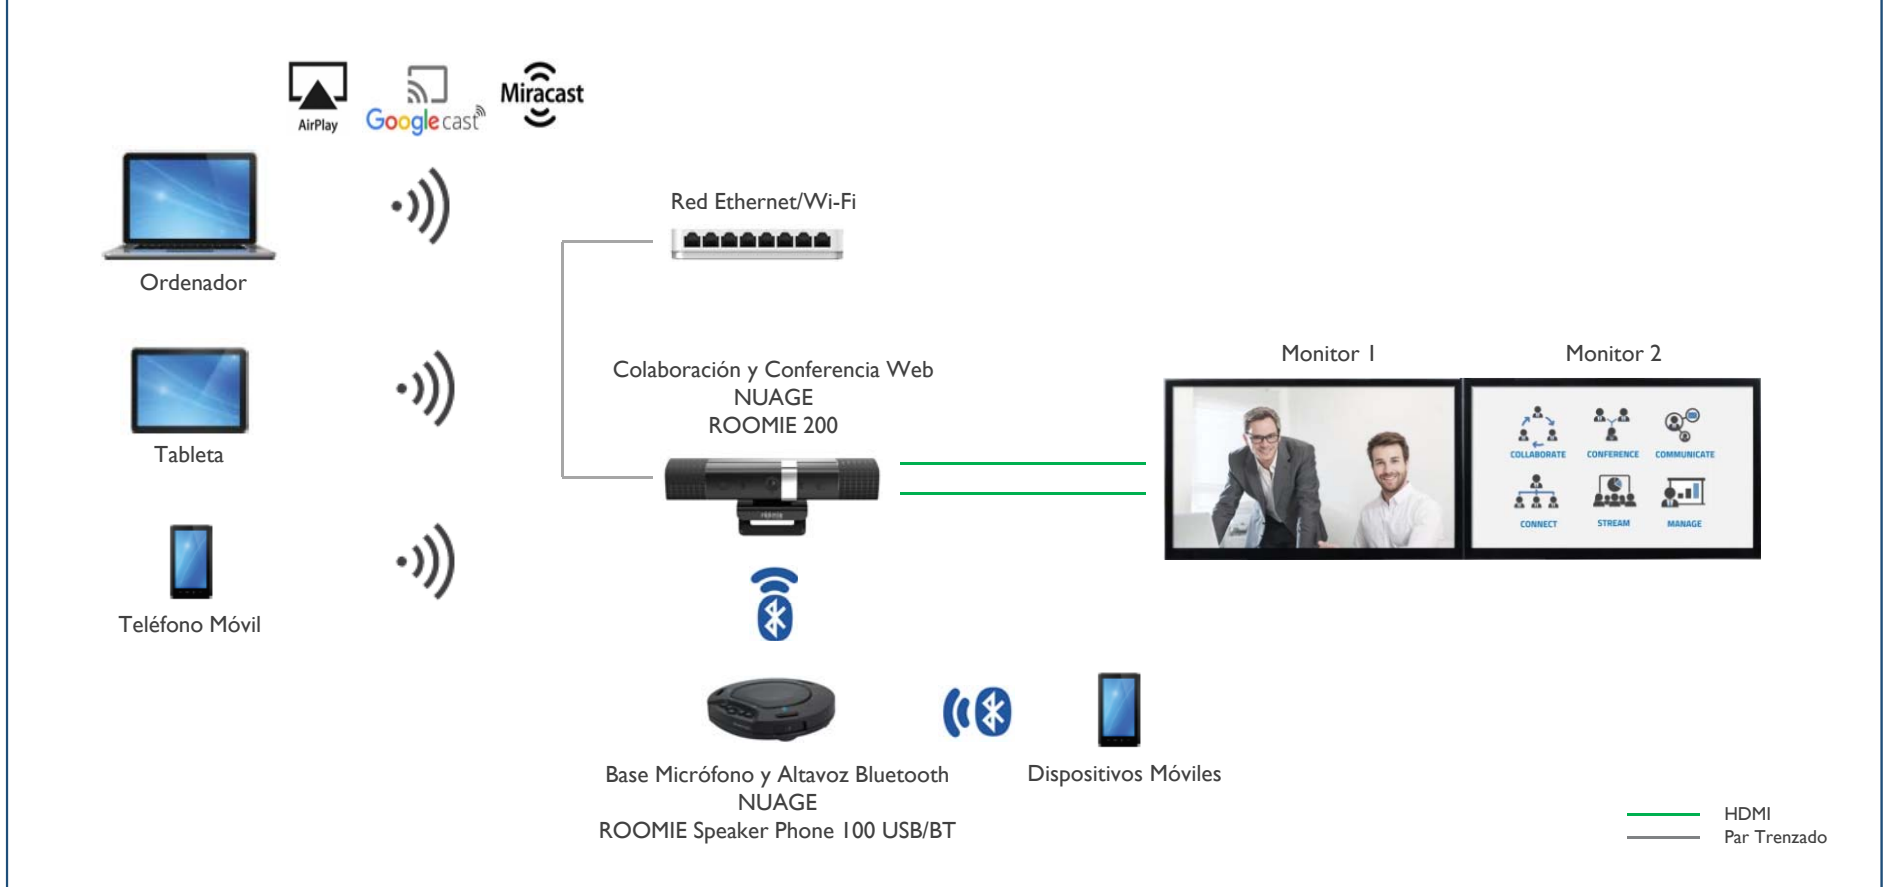 AirPlay
Google cast
Miracast
Red Ethernet/Wi-Fi
Ordenador
Colaboración y Conferencia Web
NUAGE
ROOMIE 200
Monitor 1
Monitor 2
Tableta
COLLABORATE
CONFERENCE
COMMUNICATE
CONNECT
STREAM
MANAGE
Teléfono Móvil
Base Micrófono y Altavoz Bluetooth
NUAGE
ROOMIE Speaker Phone 100 USB/BT
Dispositivos Móviles
HDMI
Par Trenzado